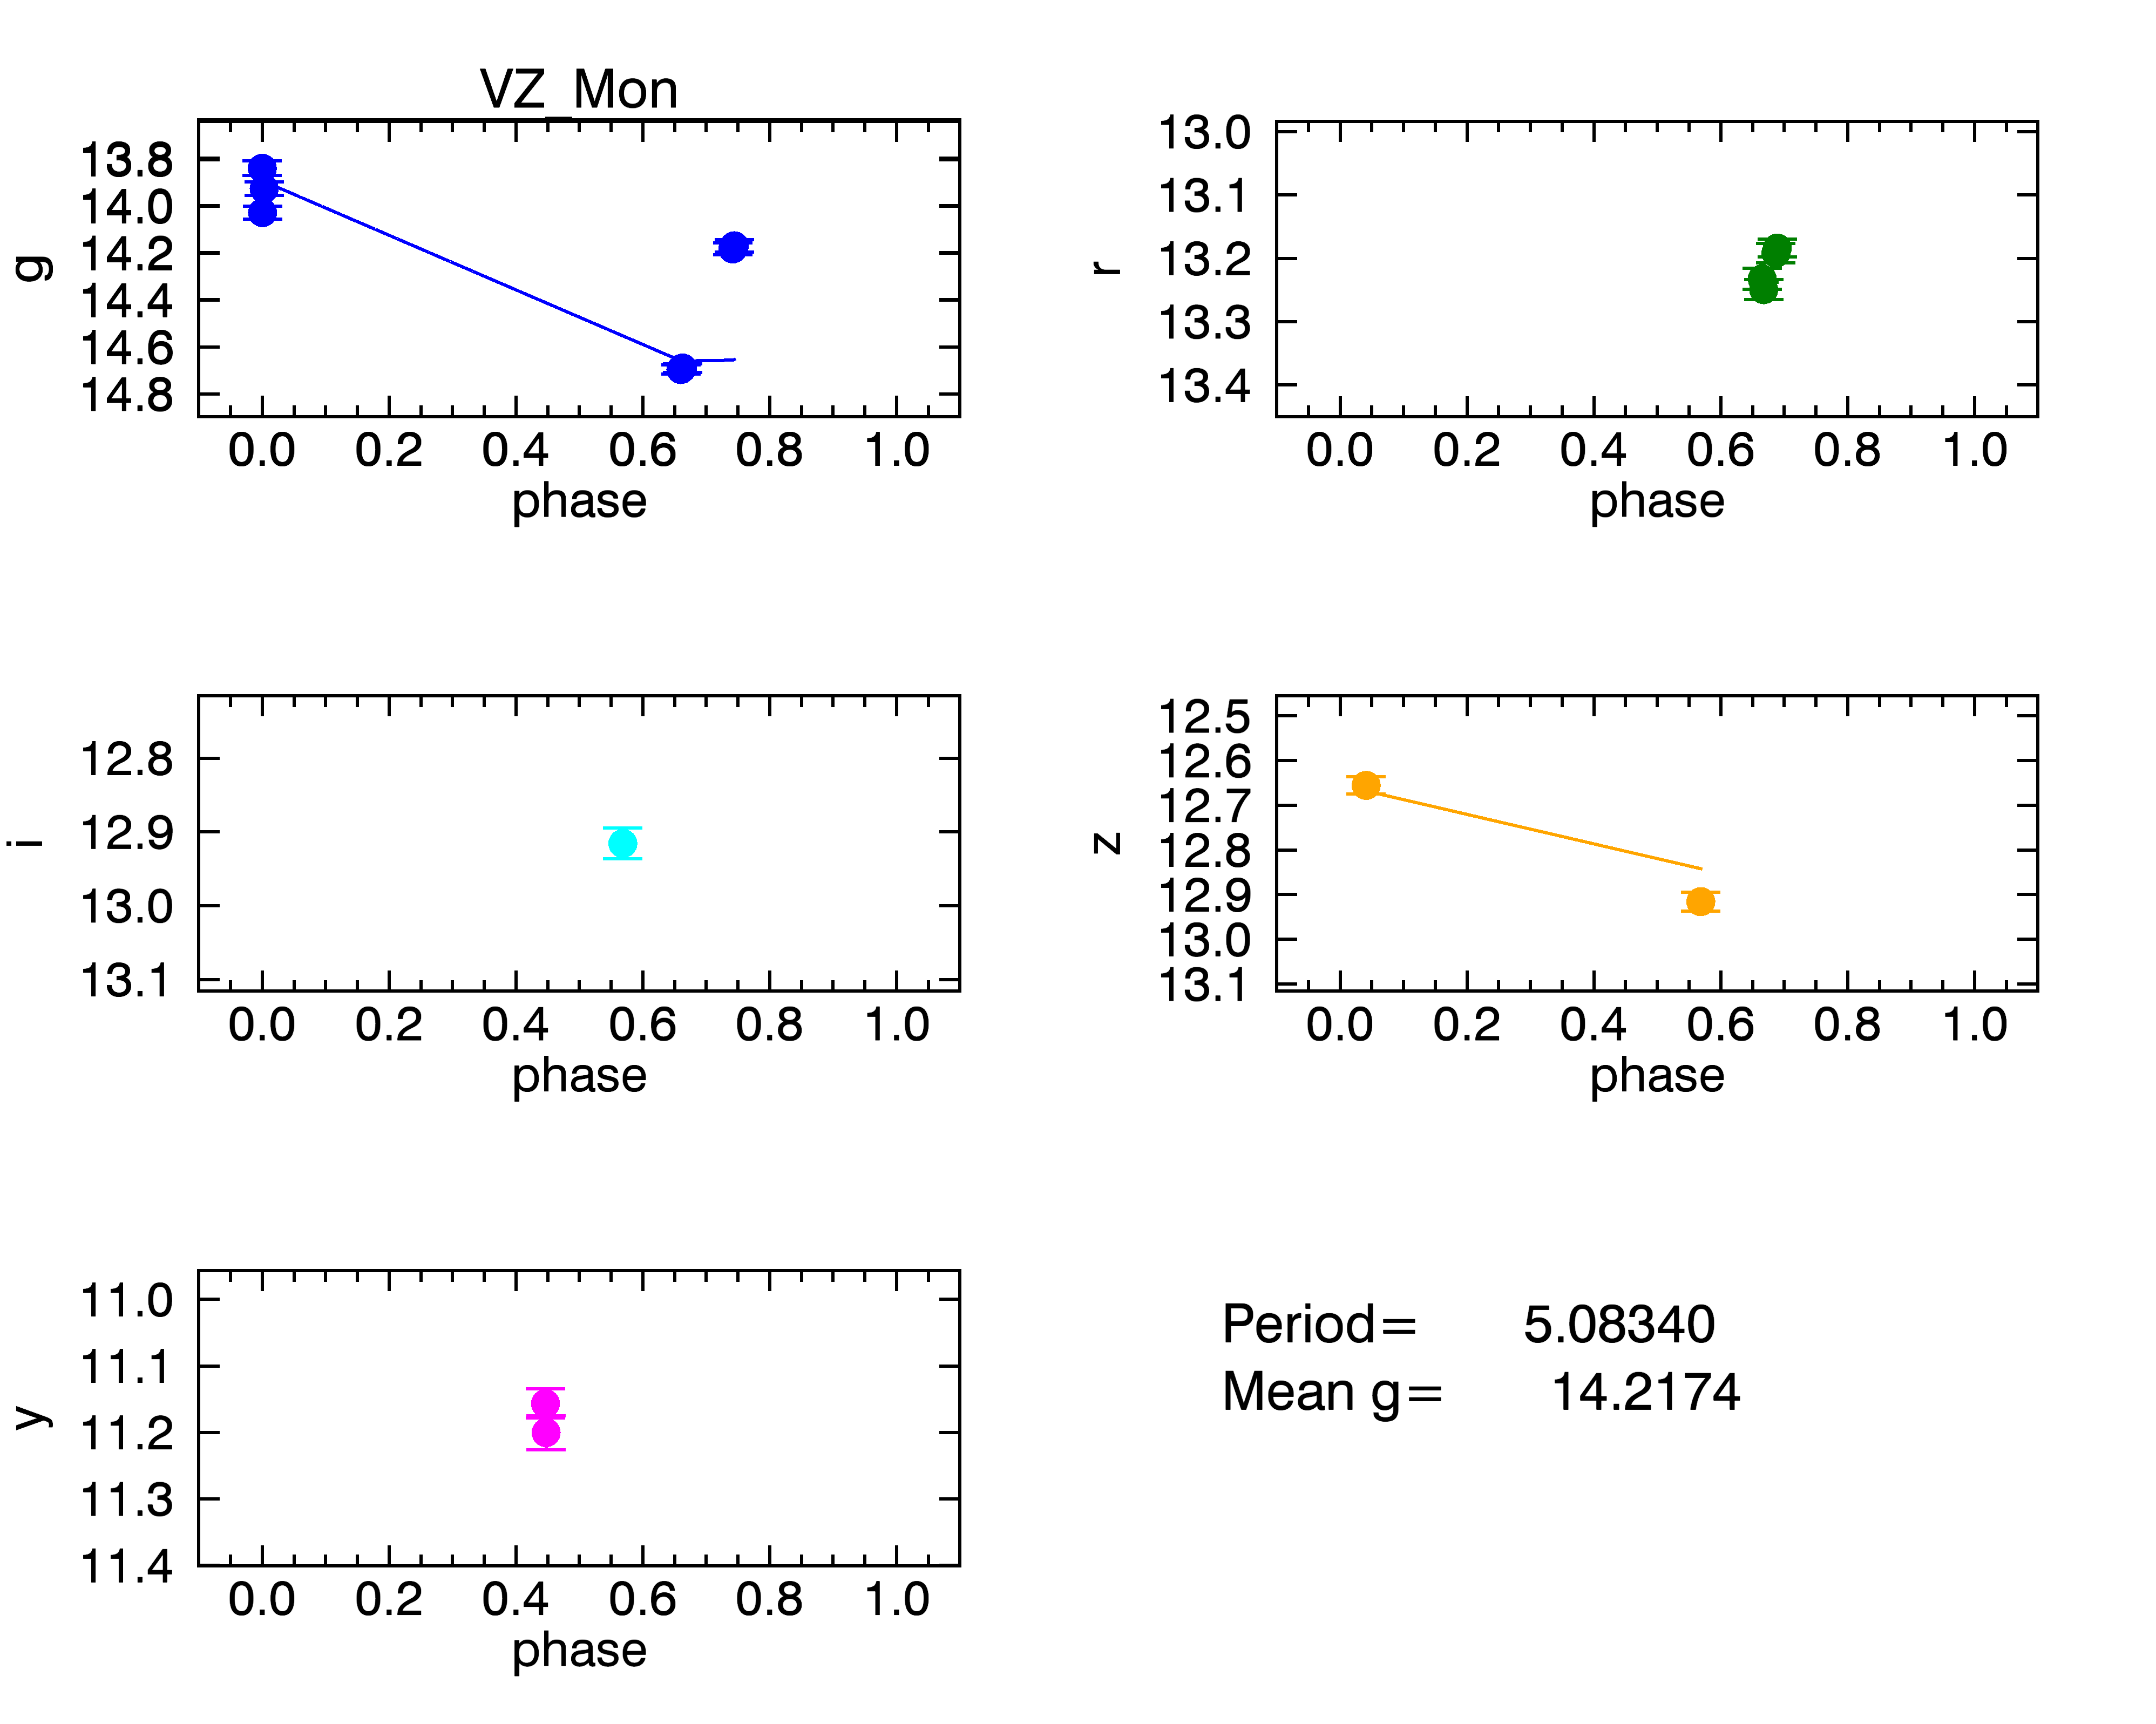 VZ_Mon
13.8
14.0
14.2
14.4
14.6
14.8
g
0.0 0.2 0.4 0.6 0.8 1.0
phase
13.0
13.1
13.2
13.3
13.4
r
0.0 0.2 0.4 0.6 0.8 1.0
phase
12.8
12.9
13.0
13.1
i
0.0 0.2 0.4 0.6 0.8 1.0
phase
12.5
12.6
12.7
12.8
12.9
13.0
13.1
z
0.0 0.2 0.4 0.6 0.8 1.0
phase
11.0
11.1
11.2
11.3
11.4
y
0.0 0.2 0.4 0.6 0.8 1.0
phase
Period= 5.08340
Mean g= 14.2174